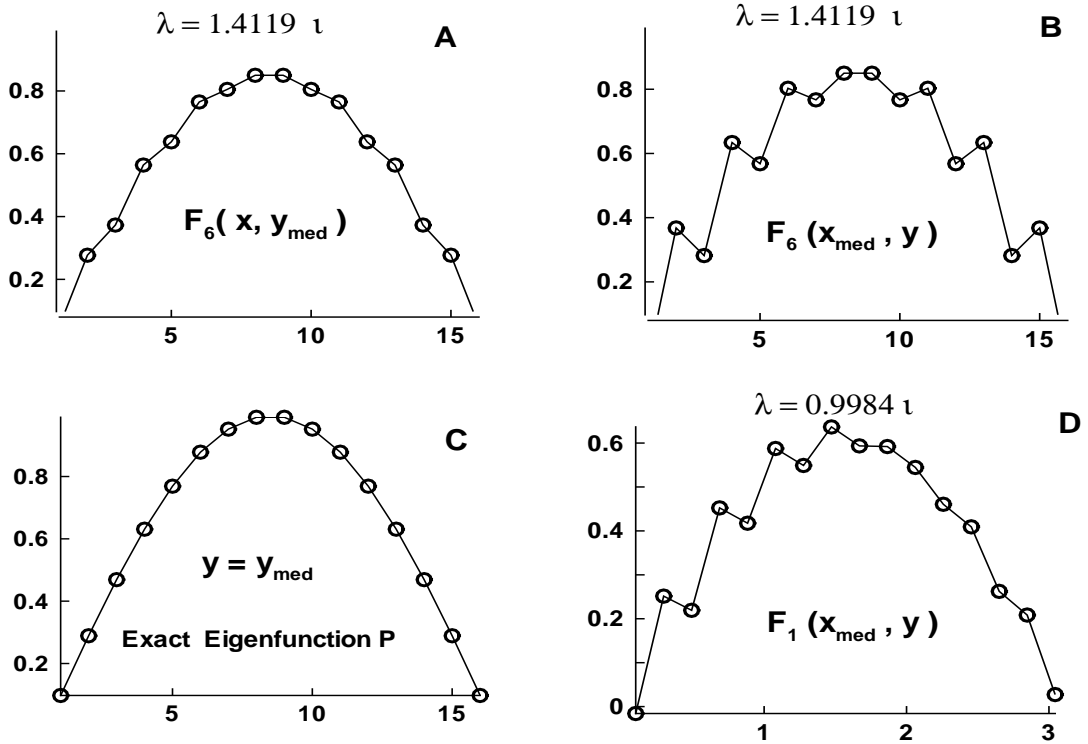 λ = 1.4119 ι
A
0.8
0.6
0.4
0.2
F6( x, ymed )
5 10 15
λ = 1.4119 ι
B
0.8
0.6
0.4
0.2
F6 (xmed , y)
5 10 15
C
0.8
0.6
0.4
0.2
y = ymed
Exact Eigenfunction P
5 10 15
λ = 0.9984 ι
D
0.6
0.4
0.2
0
F1 (xmed , y)
1 2 3